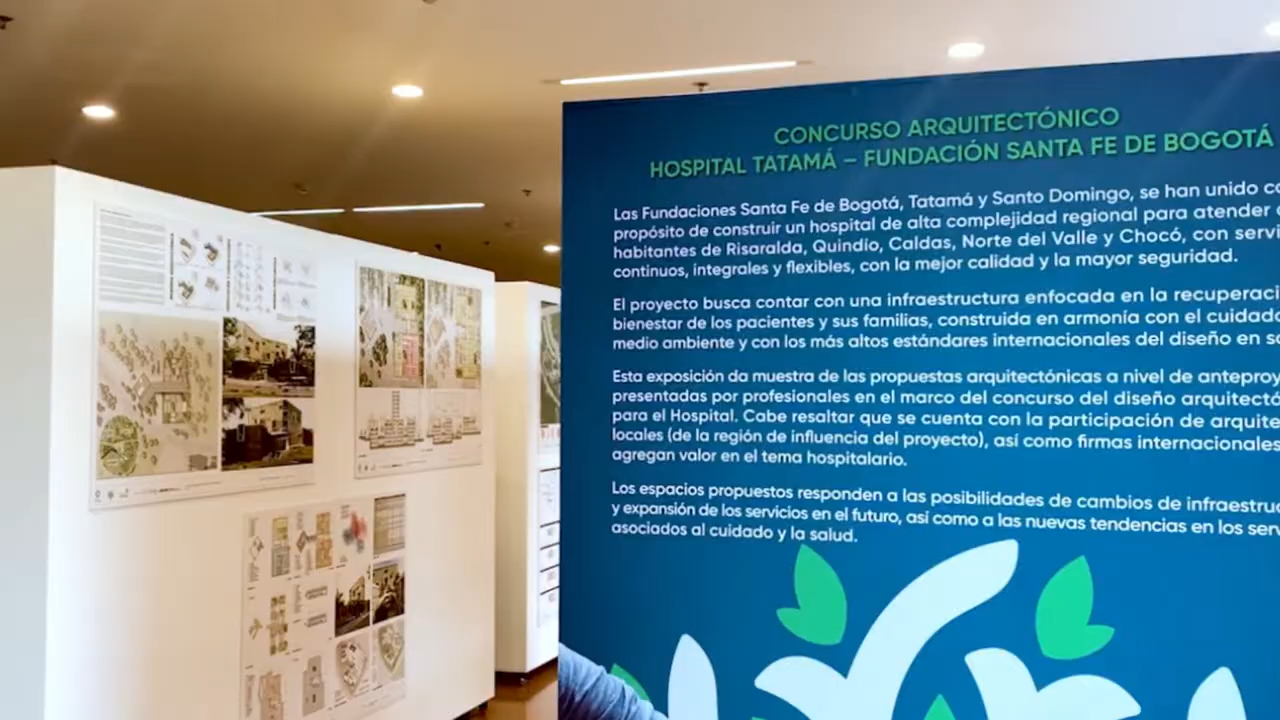 CONCURSO ARQUITECTÓNICO
HOSPITAL TATAMÁ – FUNDACIÓN SANTA FE DE BOGOTÁ
Las Fundaciones Santa Fe de Bogotá, Tatamá y Santo Domingo, se han unido
propósito de construir un hospital de alta complejidad regional para atender
habitantes de Risaralda, Quindío, Caldas, Norte del Valle y Chocó, con servi
continuos, integrales y flexibles, con la mejor calidad y la mayor seguridad.
El proyecto busca contar con una infraestructura enfocada en la recuperaci
bienestar de los pacientes y sus familias, construida en armonía con el cuidado
medio ambiente y con los más altos estándares internacionales del diseño en
Esta exposición da muestra de las propuestas arquitectónicas a nivel de anteproy
presentadas por profesionales en el marco del concurso del diseño arquitectó
para el Hospital. Cabe resaltar que se cuenta con la participación de arquite
locales (de la región de influencia del proyecto), así como firmas internacionales
agregan valor en el tema hospitalario.
Los espacios propuestos responden a las posibilidades de cambios de infraestruc
y expansión de los servicios en el futuro, así como a las nuevas tendencias en los serv
asociados al cuidado y la salud.